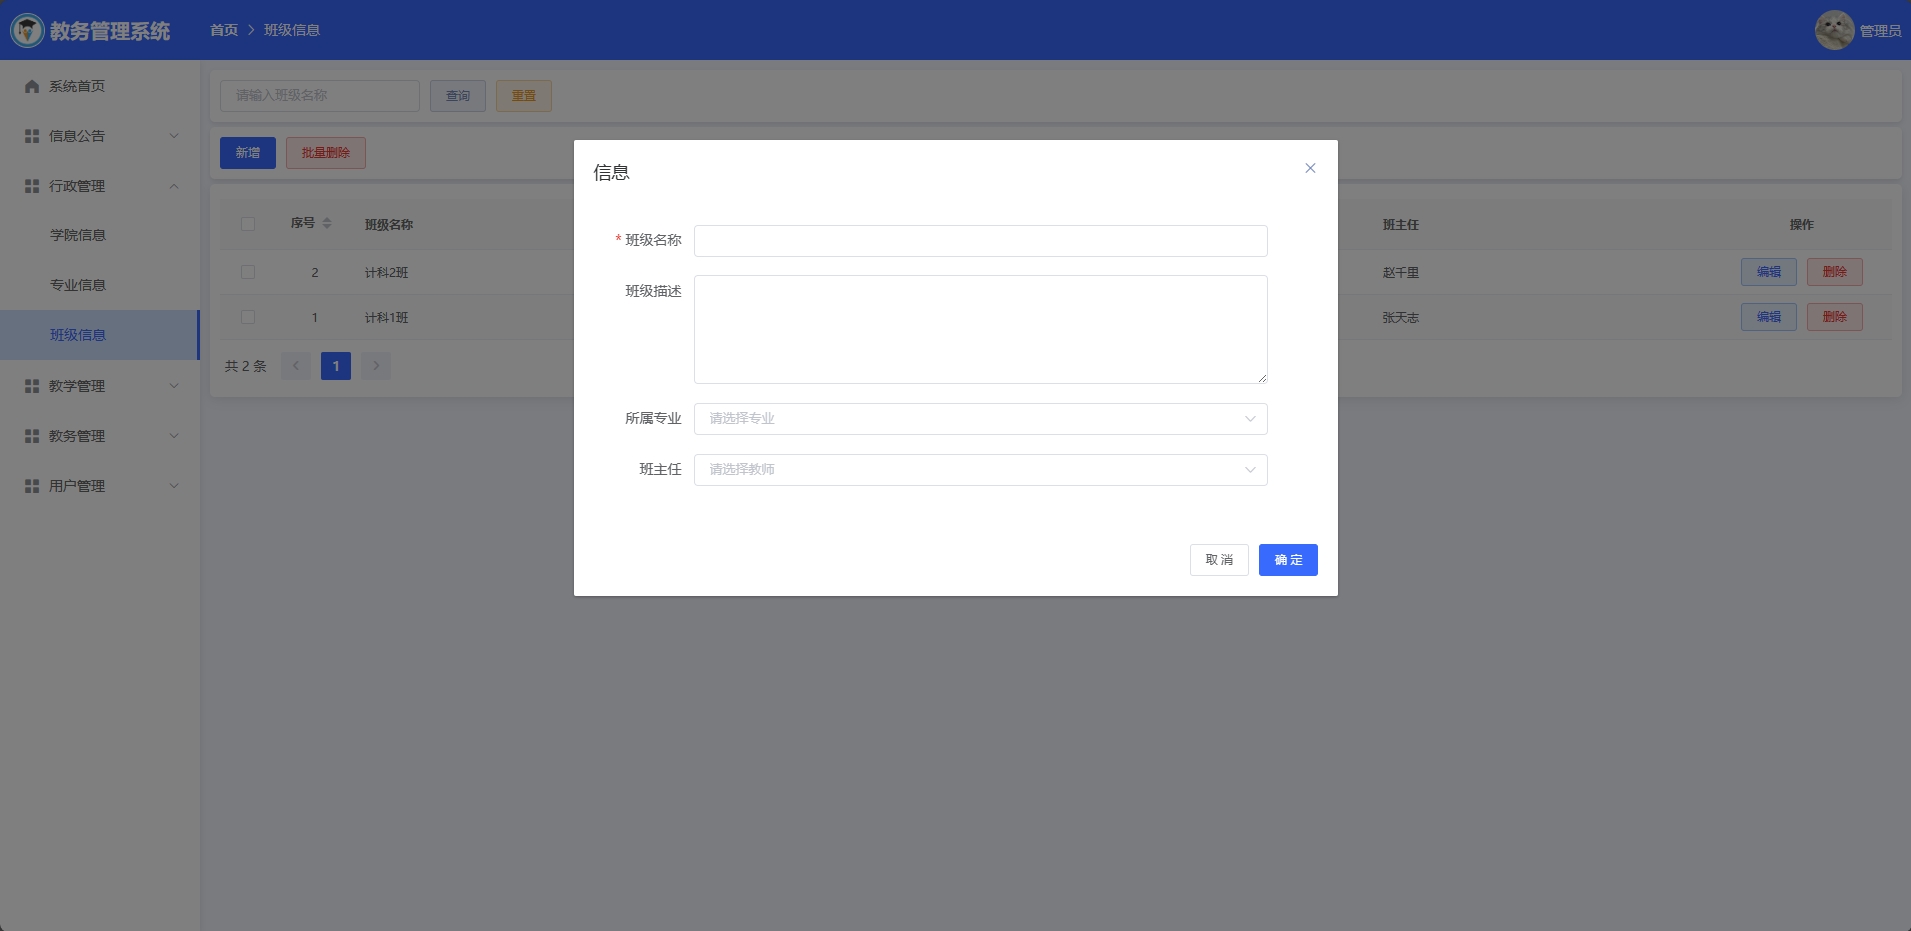 教务管理系统
首页
班级信息
管理员
系统首页
信息公告
行政管理
学院信息
专业信息
班级信息
教学管理
教务管理
用户管理
请输入班级名称
查询
重置
新增
批量删除
序号
班级名称
班主任
操作
2
计科2班
赵千里
编辑
删除
1
计科1班
张天志
编辑
删除
共 2 条
1
信息
* 班级名称
班级描述
所属专业
请选择专业
班主任
请选择教师
取 消
确 定